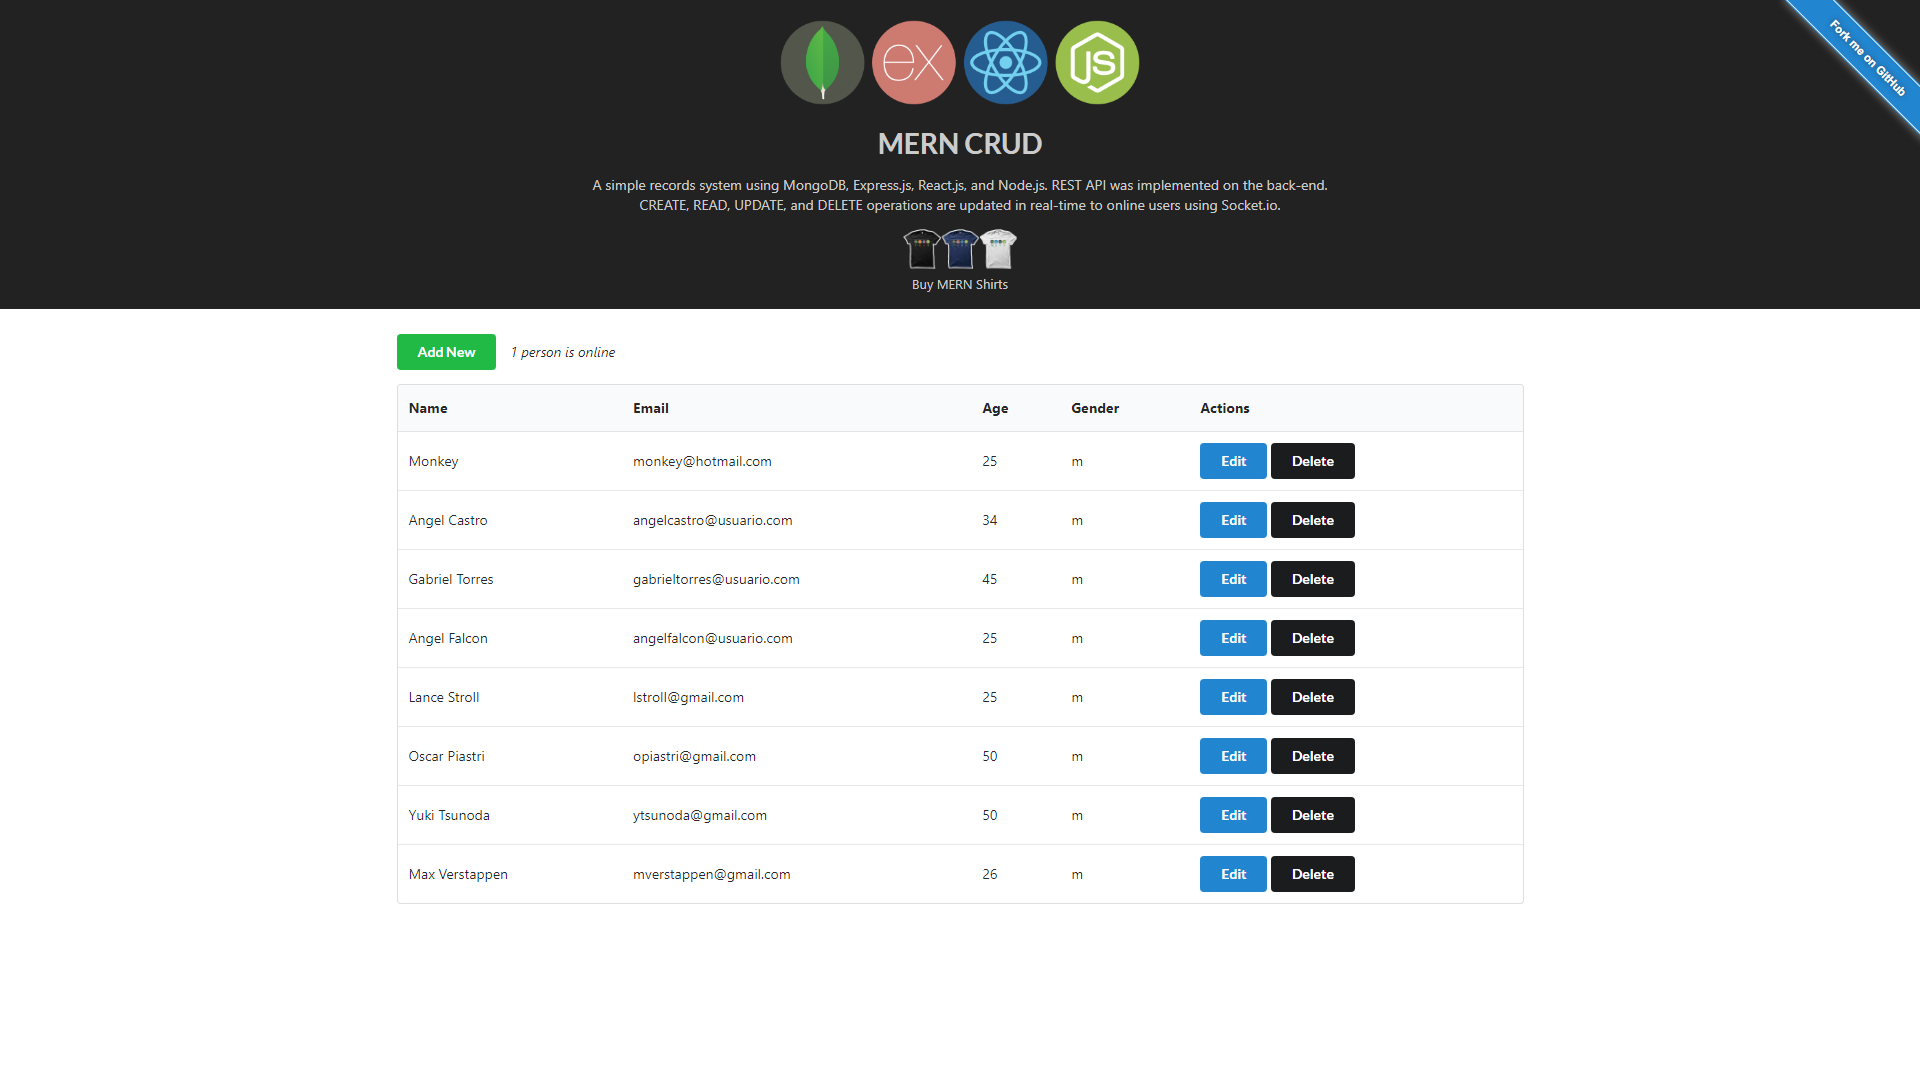 ex
JS
Fork me on GitHub
MERN CRUD
A simple records system using MongoDB, Express.js, React.js, and Node.js. REST API was implemented on the back-end.
CREATE, READ, UPDATE, and DELETE operations are updated in real-time to online users using Socket.io.
Buy MERN Shirts
Add New 1 person is online
Name Email Age Gender Actions
Monkey monkey@hotmail.com 25 m Edit Delete
Angel Castro angelcastro@usuario.com 34 m Edit Delete
Gabriel Torres gabrieltorres@usuario.com 45 m Edit Delete
Angel Falcon angelfalcon@usuario.com 25 m Edit Delete
Lance Stroll lstroll@gmail.com 25 m Edit Delete
Oscar Piastri opiastri@gmail.com 50 m Edit Delete
Yuki Tsunoda ytsunoda@gmail.com 50 m Edit Delete
Max Verstappen mverstappen@gmail.com 26 m Edit Delete